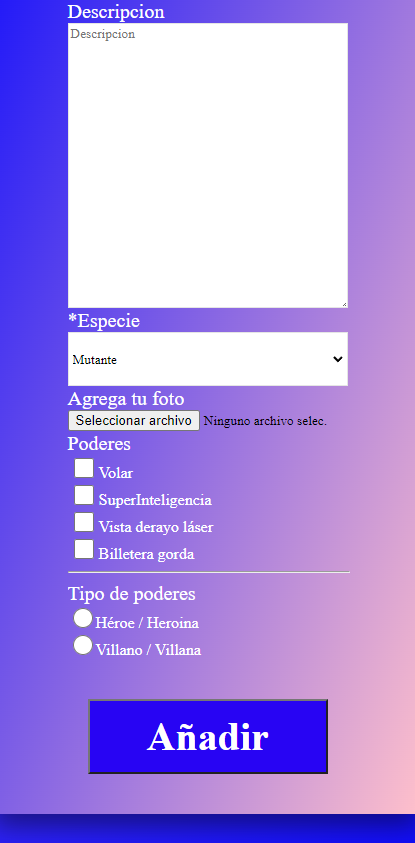 Descripcion
Descripcion
*Especie
Mutante
Agrega tu foto
Seleccionar archivo Ninguno archivo selec.
Poderes
Volar
SuperInteligencia
Vista derayo láser
Billetera gorda
Tipo de poderes
Héroe / Heroina
Villano / Villana
Añadir